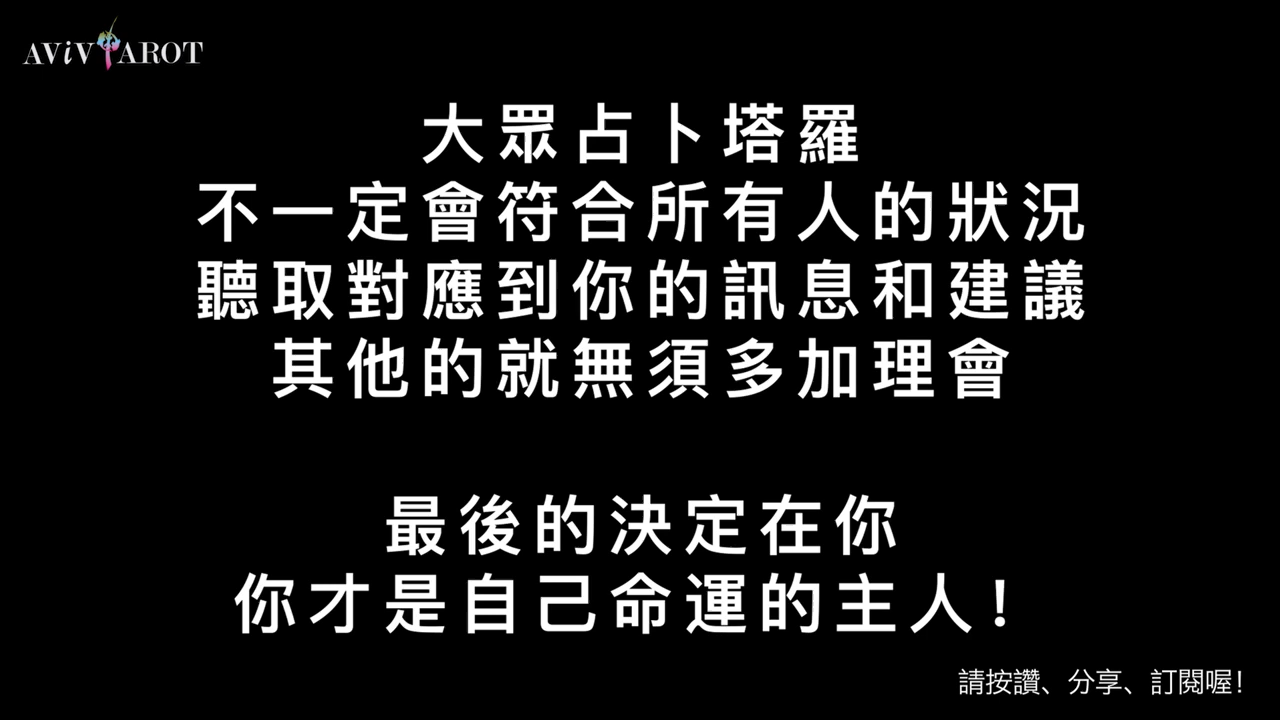 AViV TAROT
大眾占卜塔羅
不一定會符合所有人的狀況
聽取對應到你的訊息和建議
其他的就無須多加理會
最後的決定在你
你才是自己命運的主人！
請按讚、分享、訂閱喔！